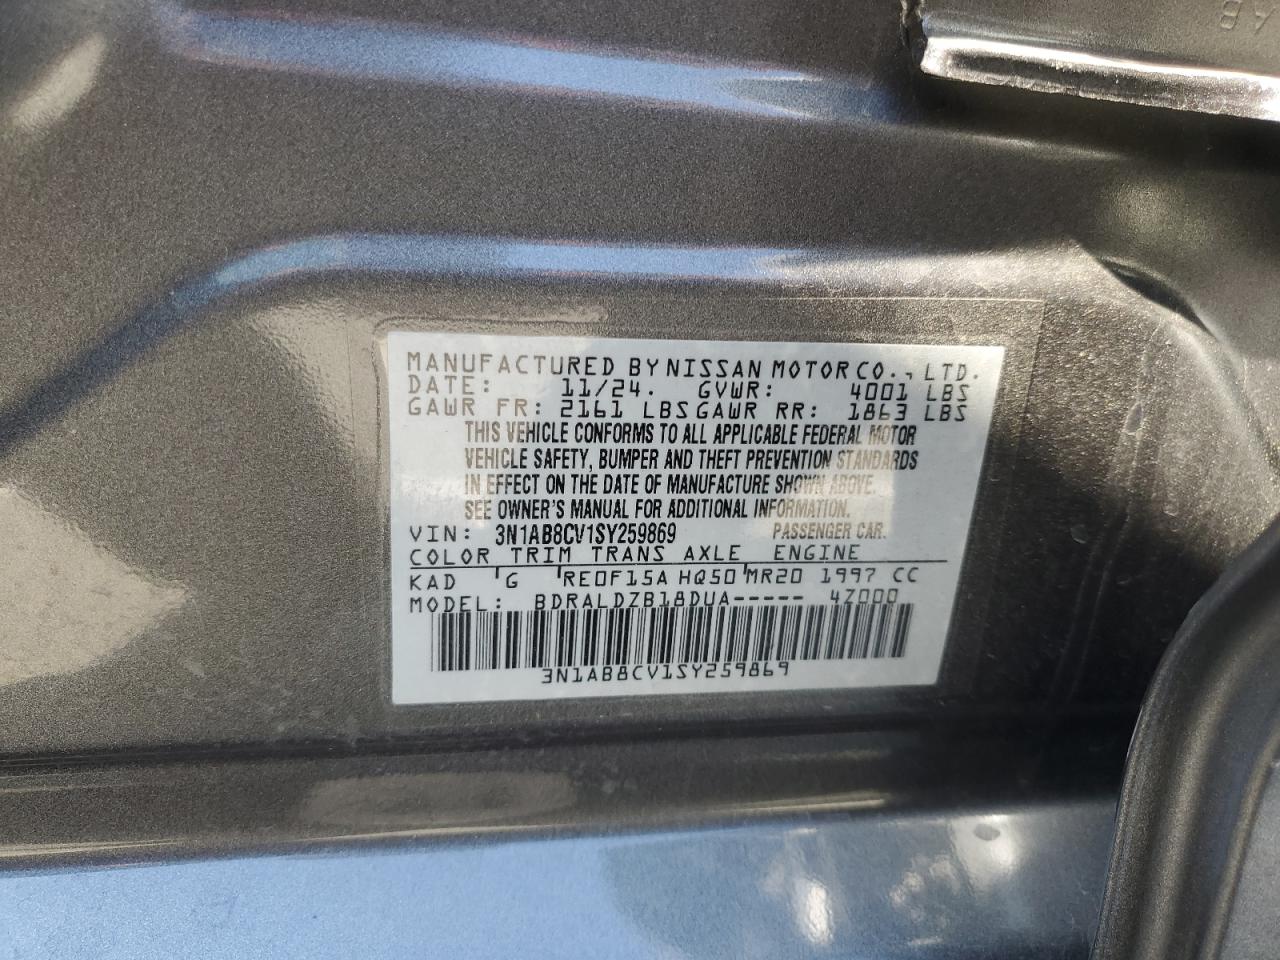 AB
MANUFACTURED BY NISSAN MOTOR CO., LTD.
DATE: 11/24. GVWR: 4001 LBS
GAWR FR: 2161 LBS GAWR RR: 1863 LBS
THIS VEHICLE CONFORMS TO ALL APPLICABLE FEDERAL MOTOR
VEHICLE SAFETY, BUMPER AND THEFT PREVENTION STANDARDS
IN EFFECT ON THE DATE OF MANUFACTURE SHOWN ABOVE.
SEE OWNER'S MANUAL FOR ADDITIONAL INFORMATION.
VIN: 3N1AB8CV1SY259869 PASSENGER CAR.
COLOR TRIM TRANS AXLE ENGINE
KAD G RE0F15A HQ50 MR20 1997 CC
MODEL: BDRALDZB18DUA----- 4Z000
3N1AB8CV1SY259869